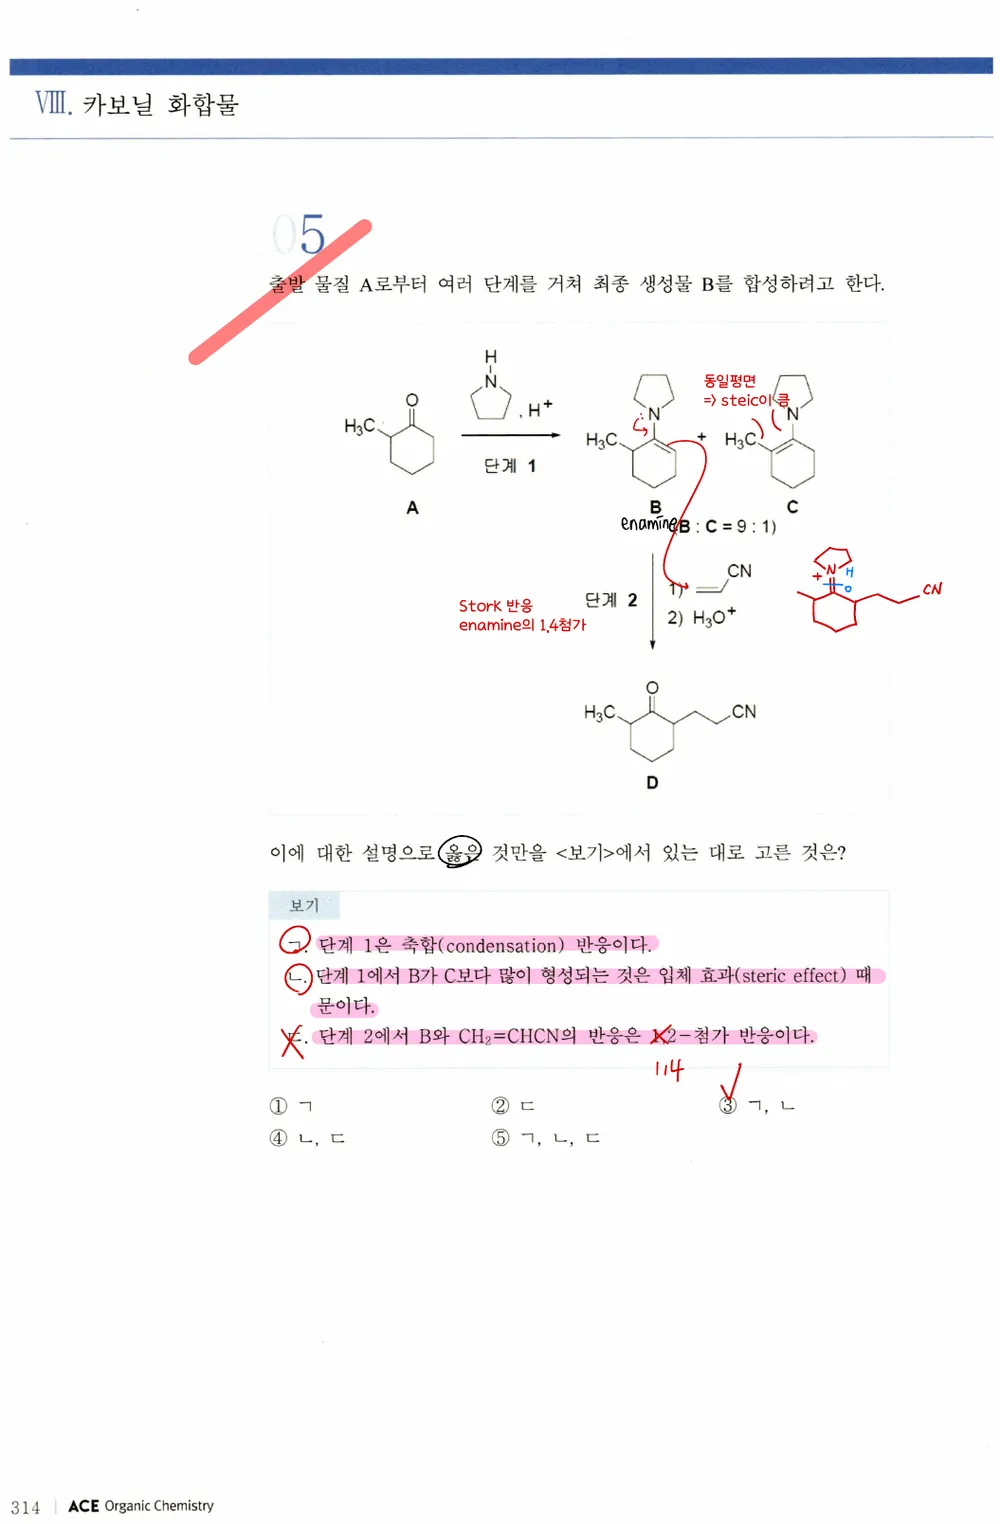 Ⅷ. 카보닐 화합물
05
출발 물질 A로부터 여러 단계를 거쳐 최종 생성물 B를 합성하려고 한다.
H
N
O
H₃C
, H⁺
단계 1
A
N
H₃C
B
enamine
+
동일평면
=> steic이 큼
N
H₃C
C
(B : C = 9 : 1)
Stork 반응
enamine의 1,4첨가
단계 2
CN
1)
2) H₃O⁺
N
+
H
O
CN
O
H₃C
CN
D
이에 대한 설명으로 옳은 것만을 <보기>에서 있는 대로 고른 것은?
보기
ㄱ. 단계 1은 축합(condensation) 반응이다.
ㄴ. 단계 1에서 B가 C보다 많이 형성되는 것은 입체 효과(steric effect) 때
문이다.
ㄷ. 단계 2에서 B와 CH₂=CHCN의 반응은 1,2-첨가 반응이다.
1,4
① ㄱ ② ㄷ ③ ㄱ, ㄴ
④ ㄴ, ㄷ ⑤ ㄱ, ㄴ, ㄷ
314 | ACE Organic Chemistry